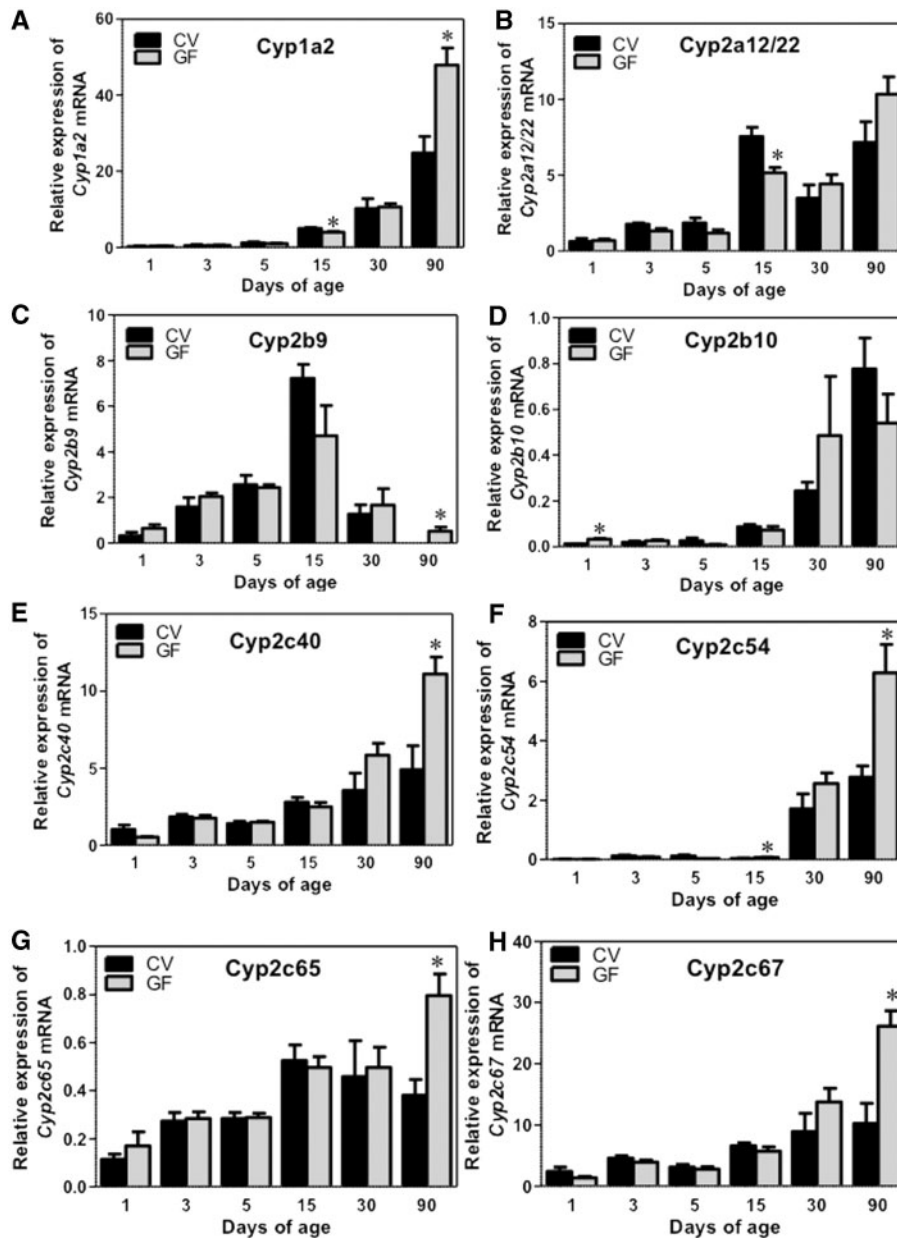 A
Relative expression of
Cyp1a2 mRNA
60
40
20
0
CV
GF
Cyp1a2
*
*
1 3 5 15 30 90
Days of age
B
Relative expression of
Cyp2a12/22 mRNA
15
10
5
0
CV
GF
Cyp2a12/22
*
1 3 5 15 30 90
Days of age
C
Relative expression of
Cyp2b9 mRNA
10
8
6
4
2
0
CV
GF
Cyp2b9
*
1 3 5 15 30 90
Days of age
D
Relative expression of
Cyp2b10 mRNA
1.0
0.8
0.6
0.4
0.2
0.0
CV
GF
Cyp2b10
*
1 3 5 15 30 90
Days of age
E
Relative expression of
Cyp2c40 mRNA
15
10
5
0
CV
GF
Cyp2c40
*
1 3 5 15 30 90
Days of age
F
Relative expression of
Cyp2c54 mRNA
8
6
4
2
0
CV
GF
Cyp2c54
*
*
1 3 5 15 30 90
Days of age
G
Relative expression of
Cyp2c65 mRNA
1.0
0.8
0.6
0.4
0.2
0.0
CV
GF
Cyp2c65
*
1 3 5 15 30 90
Days of age
H
Relative expression of
Cyp2c67 mRNA
40
30
20
10
0
CV
GF
Cyp2c67
*
1 3 5 15 30 90
Days of age